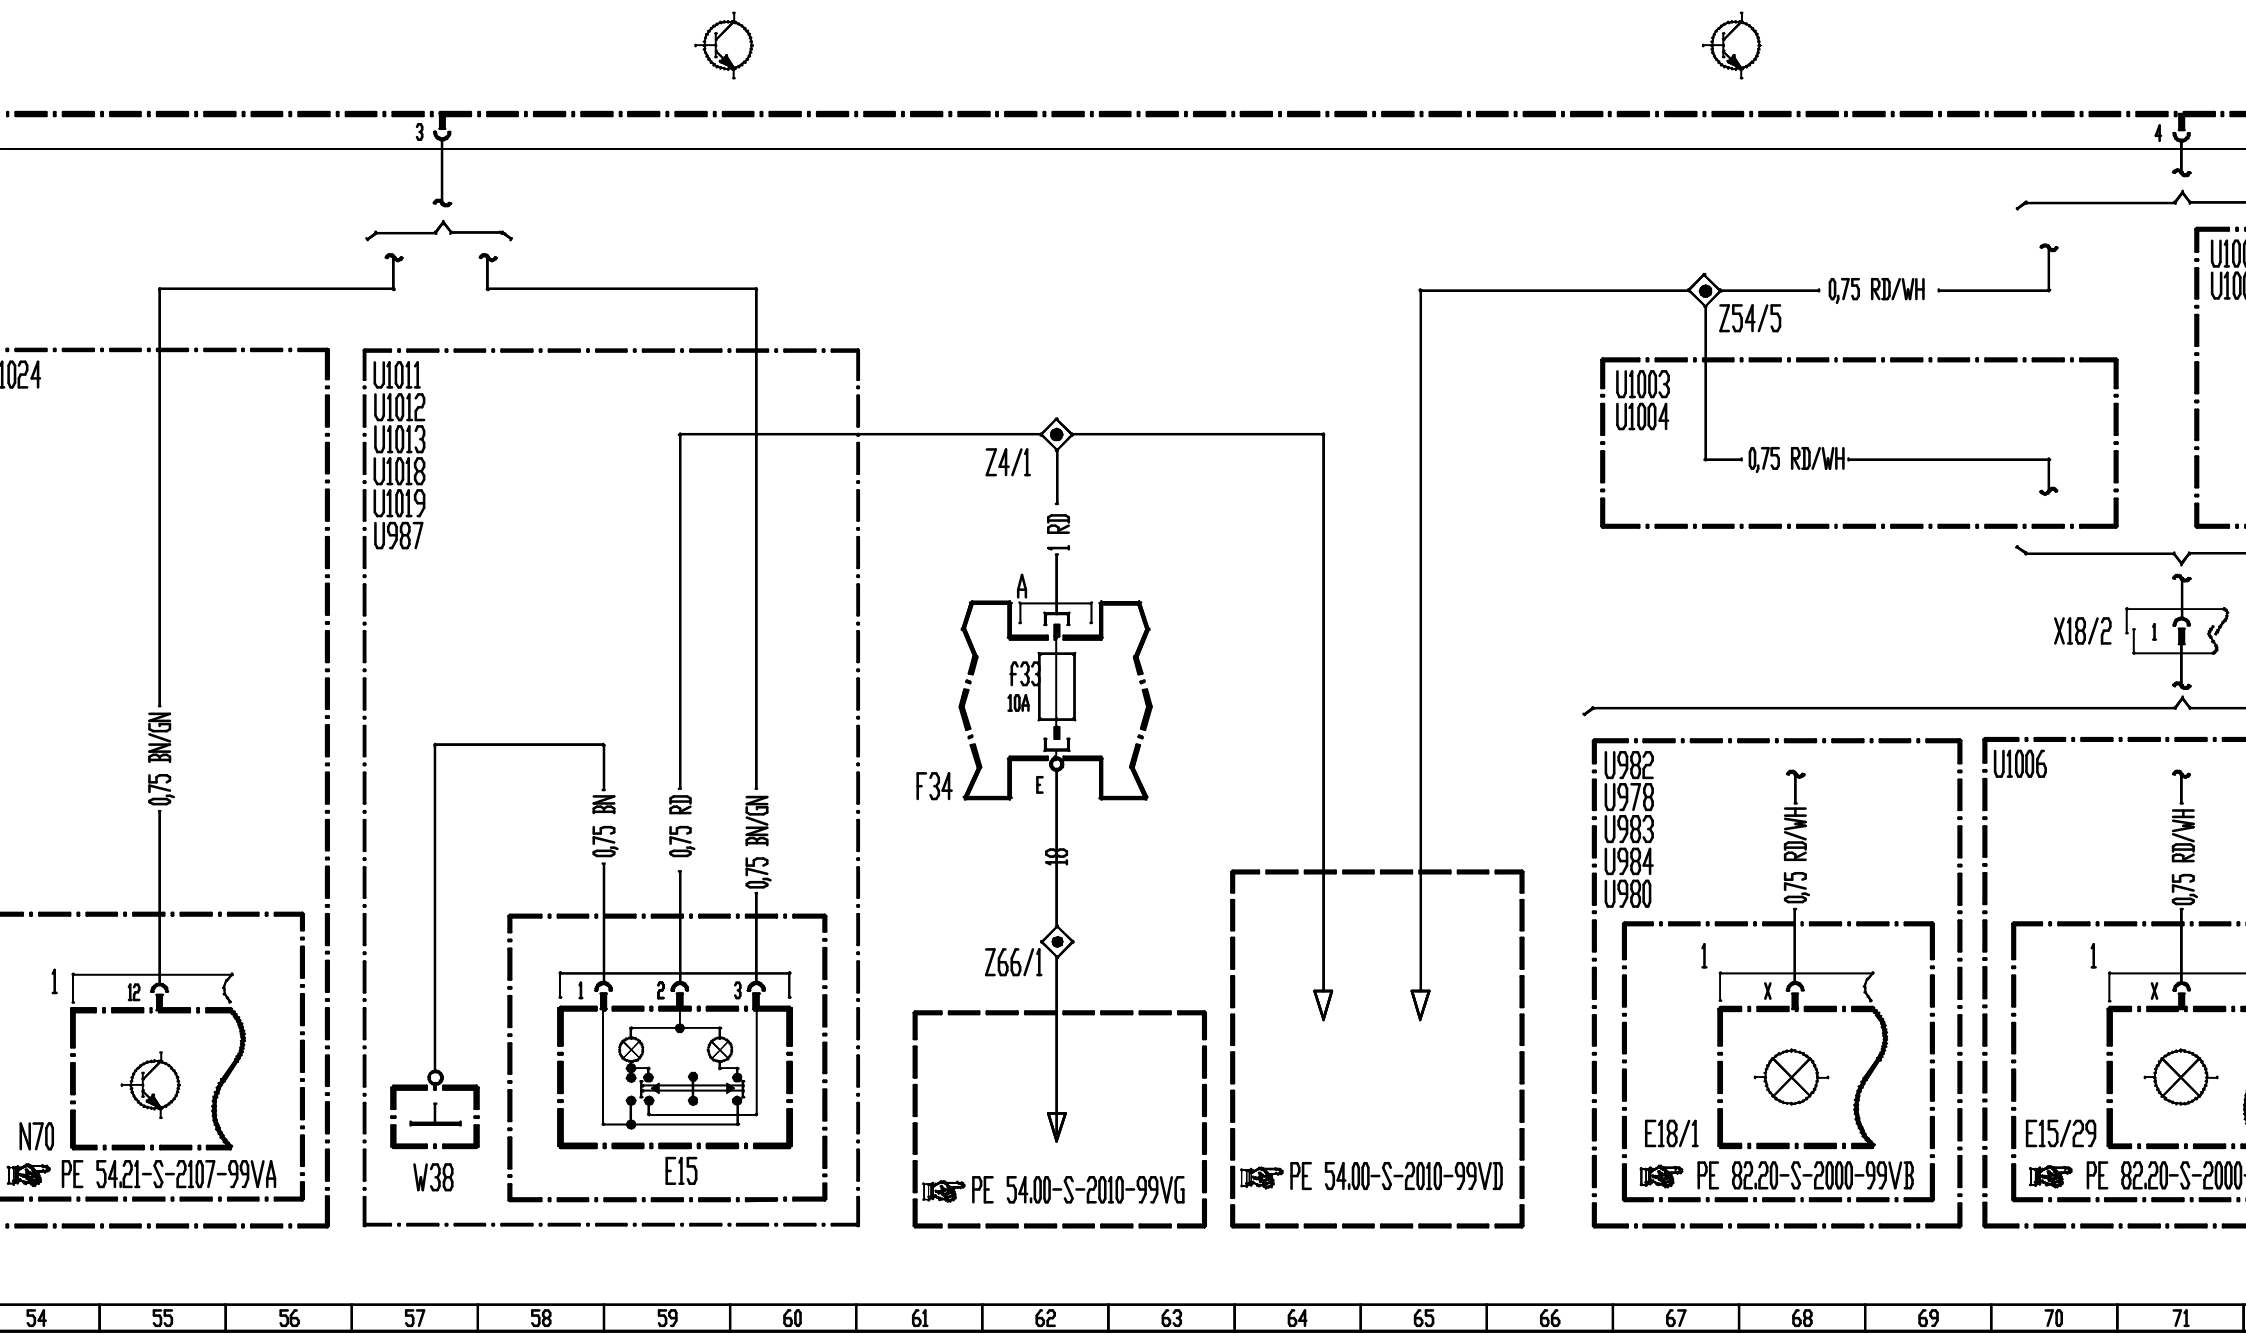 3
4
U100
U100
0,75 RD/WH
Z54/5
1024
U1011
U1012
U1013
U1018
U1019
U987
U1003
U1004
Z4/1
0,75 RD/WH
1 RD
A
X18/2
1
f33
10A
0,75 BN/GN
F34
E
U982
U978
U983
U984
U980
U1006
0,75 BN
0,75 RD
0,75 BN/GN
18
0,75 RD/WH
0,75 RD/WH
Z66/1
1
12
1
2
3
1
X
1
X
N70
PE 54.21-S-2107-99VA
W38
E15
PE 54.00-S-2010-99VG
PE 54.00-S-2010-99VD
E18/1
PE 82.20-S-2000-99VB
E15/29
PE 82.20-S-2000-
54 55 56 57 58 59 60 61 62 63 64 65 66 67 68 69 70 71